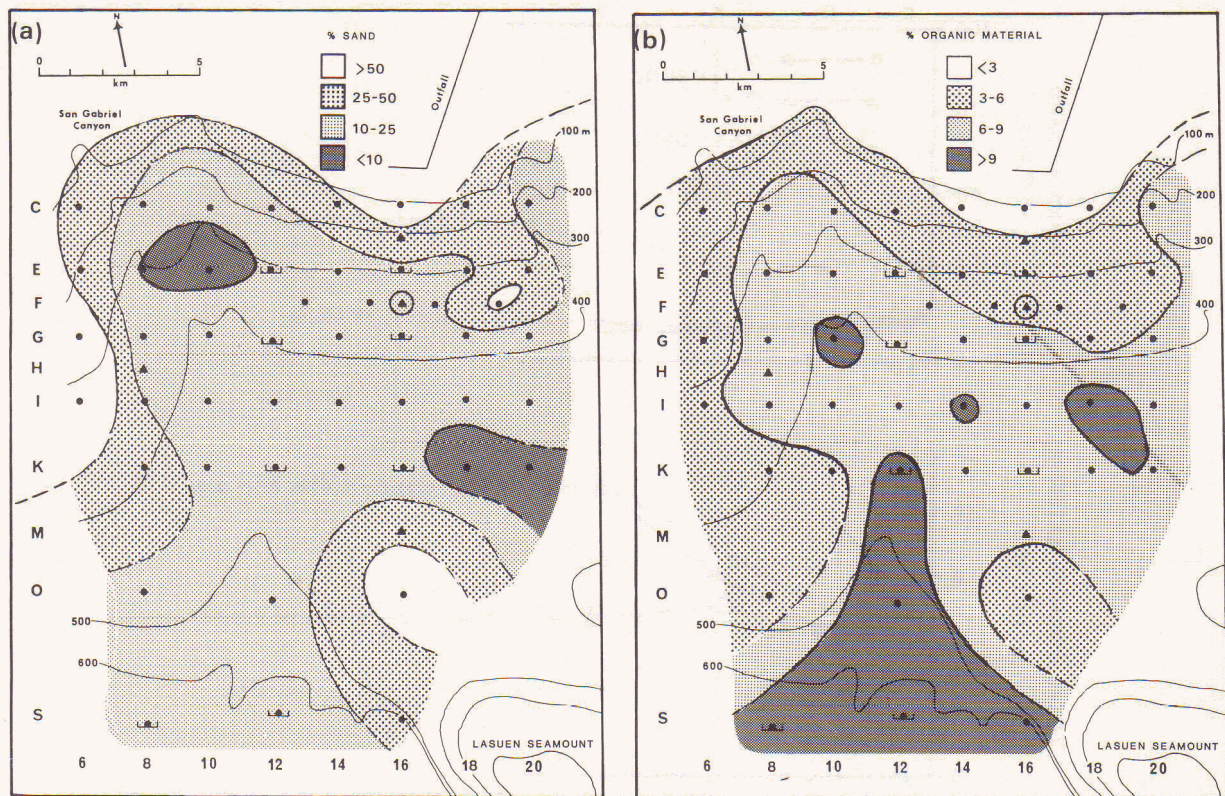 (a)
N
0 5
km
% SAND
>50
25-50
10-25
<10
Outfall
San Gabriel
Canyon
100 m
200
300
400
500
600
C
E
F
G
H
I
K
M
O
S
LASUEN SEAMOUNT
6 8 10 12 14 16 18 20
(b)
N
0 5
km
% ORGANIC MATERIAL
<3
3-6
6-9
>9
Outfall
San Gabriel
Canyon
100 m
200
300
400
500
600
C
E
F
G
H
I
K
M
O
S
LASUEN SEAMOUNT
6 8 10 12 14 16 18 20